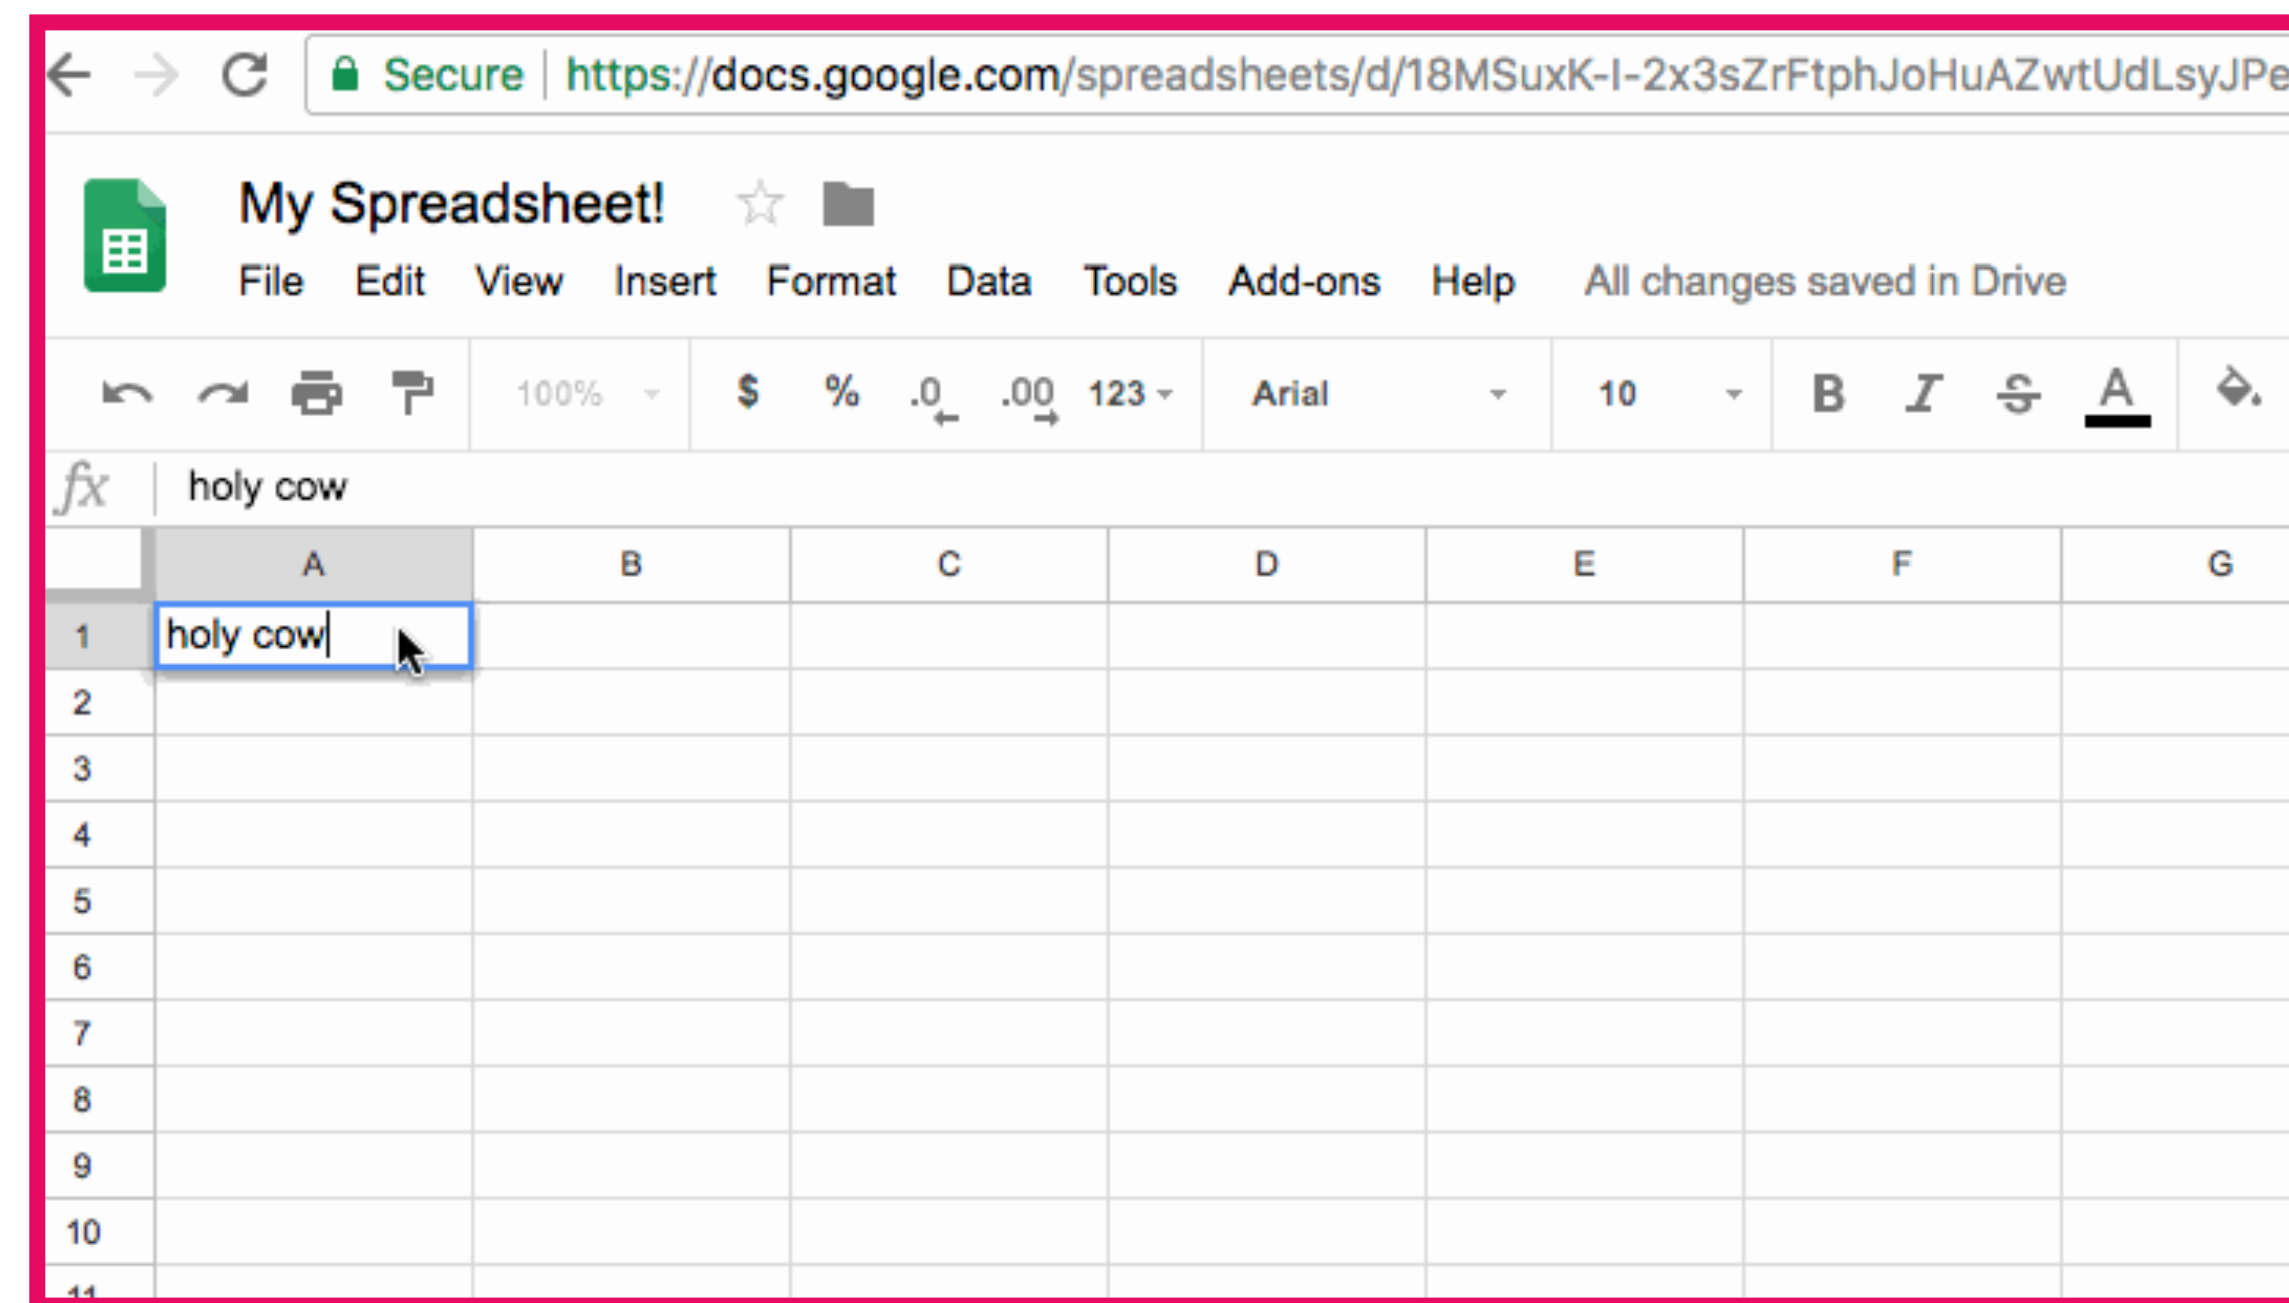 Secure | https://docs.google.com/spreadsheets/d/18MSuxK-I-2x3sZrFtphJoHuAZwtUdLsyJPe
My Spreadsheet!
File Edit View Insert Format Data Tools Add-ons Help All changes saved in Drive
100% $ % .0 .00 123 Arial 10 B I S A
fx holy cow
A B C D E F G
1 holy cow
2
3
4
5
6
7
8
9
10
11